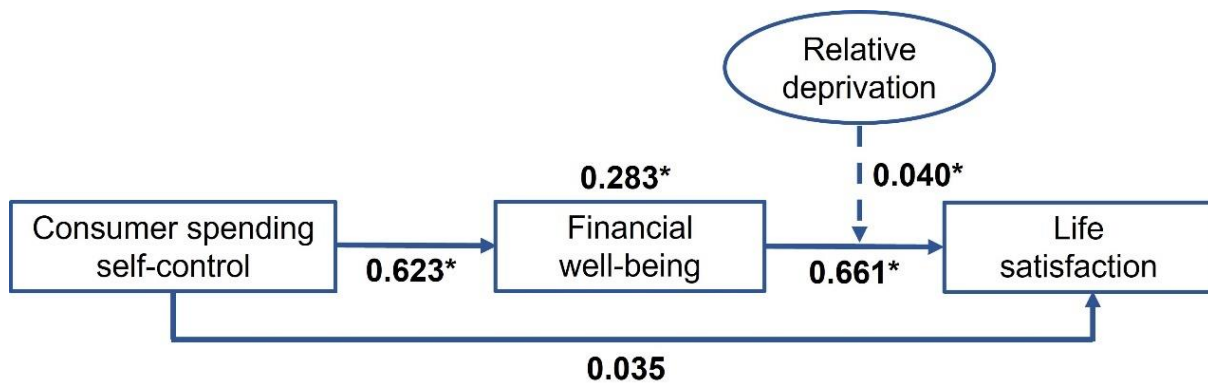 Relative
deprivation
0.040*
0.283*
Consumer spending
self-control
0.623*
Financial
well-being
0.661*
Life
satisfaction
0.035